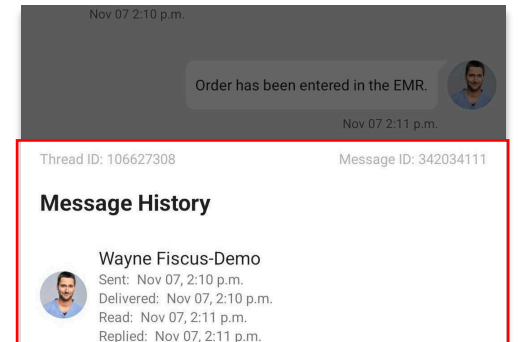 Nov 07 2:10 p.m.
Order has been entered in the EMR.
Nov 07 2:11 p.m.
Thread ID: 106627308 Message ID: 342034111
Message History
Wayne Fiscus-Demo
Sent: Nov 07, 2:10 p.m.
Delivered: Nov 07, 2:10 p.m.
Read: Nov 07, 2:11 p.m.
Replied: Nov 07, 2:11 p.m.